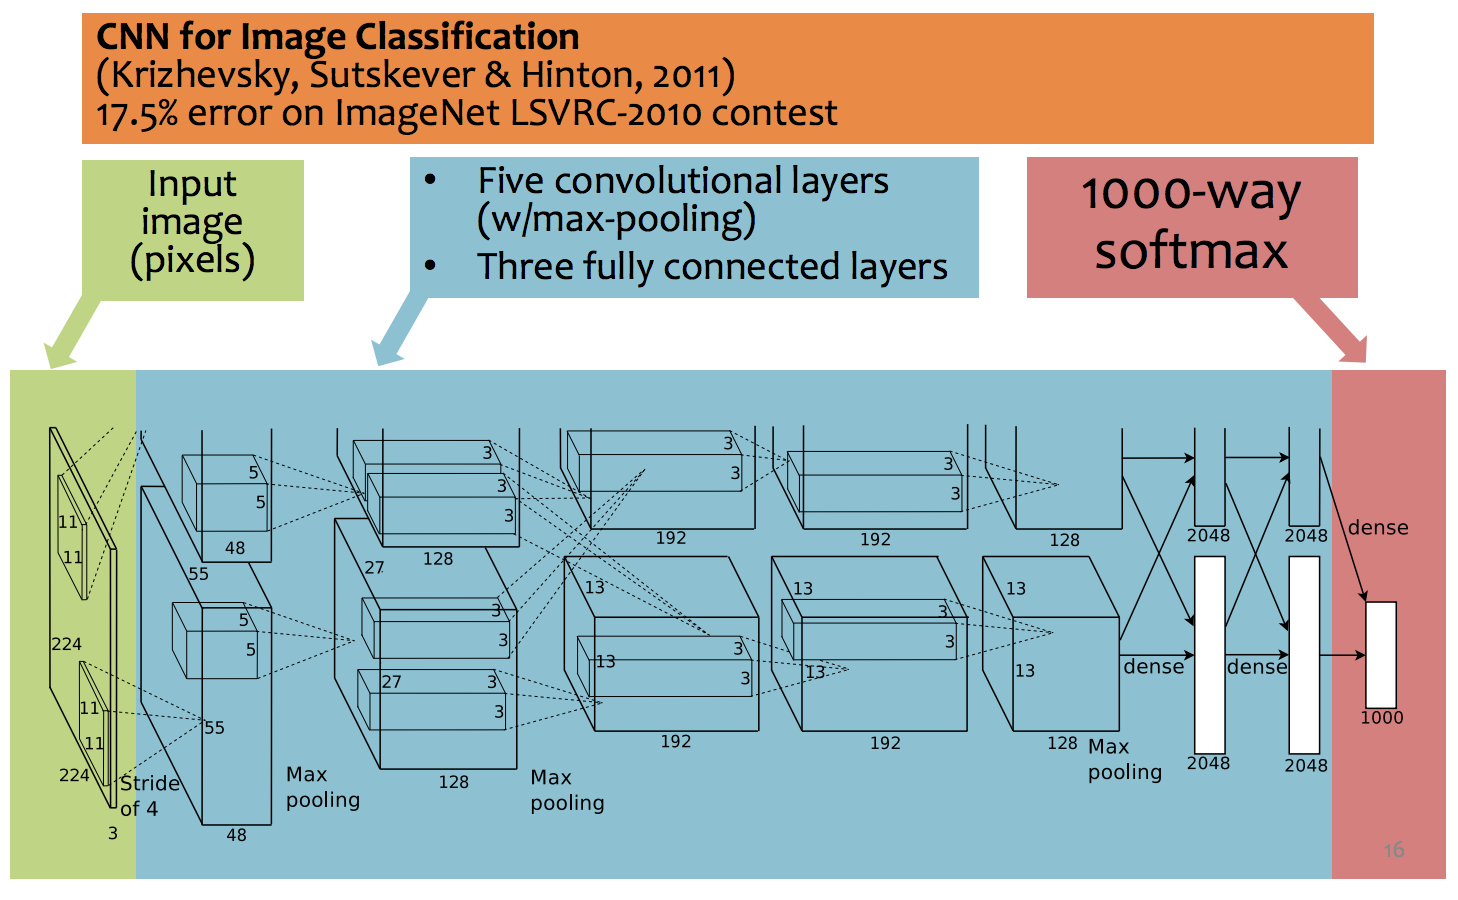 CNN for Image Classification
(Krizhevsky, Sutskever & Hinton, 2011)
17.5% error on ImageNet LSVRC-2010 contest
Input
image
(pixels)
• Five convolutional layers
(w/max-pooling)
• Three fully connected layers
1000-way
softmax
11
11
224
11
11
224
3
Stride
of 4
5
5
48
55
5
5
55
48
Max
pooling
3
3
3
128
27
3
3
27
3
3
128
Max
pooling
3
3
192
13
3
3
13
192
3
3
192
13
3
3
13
192
128
13
13
128
Max
pooling
dense
2048
2048
dense
2048
2048
dense
1000
16